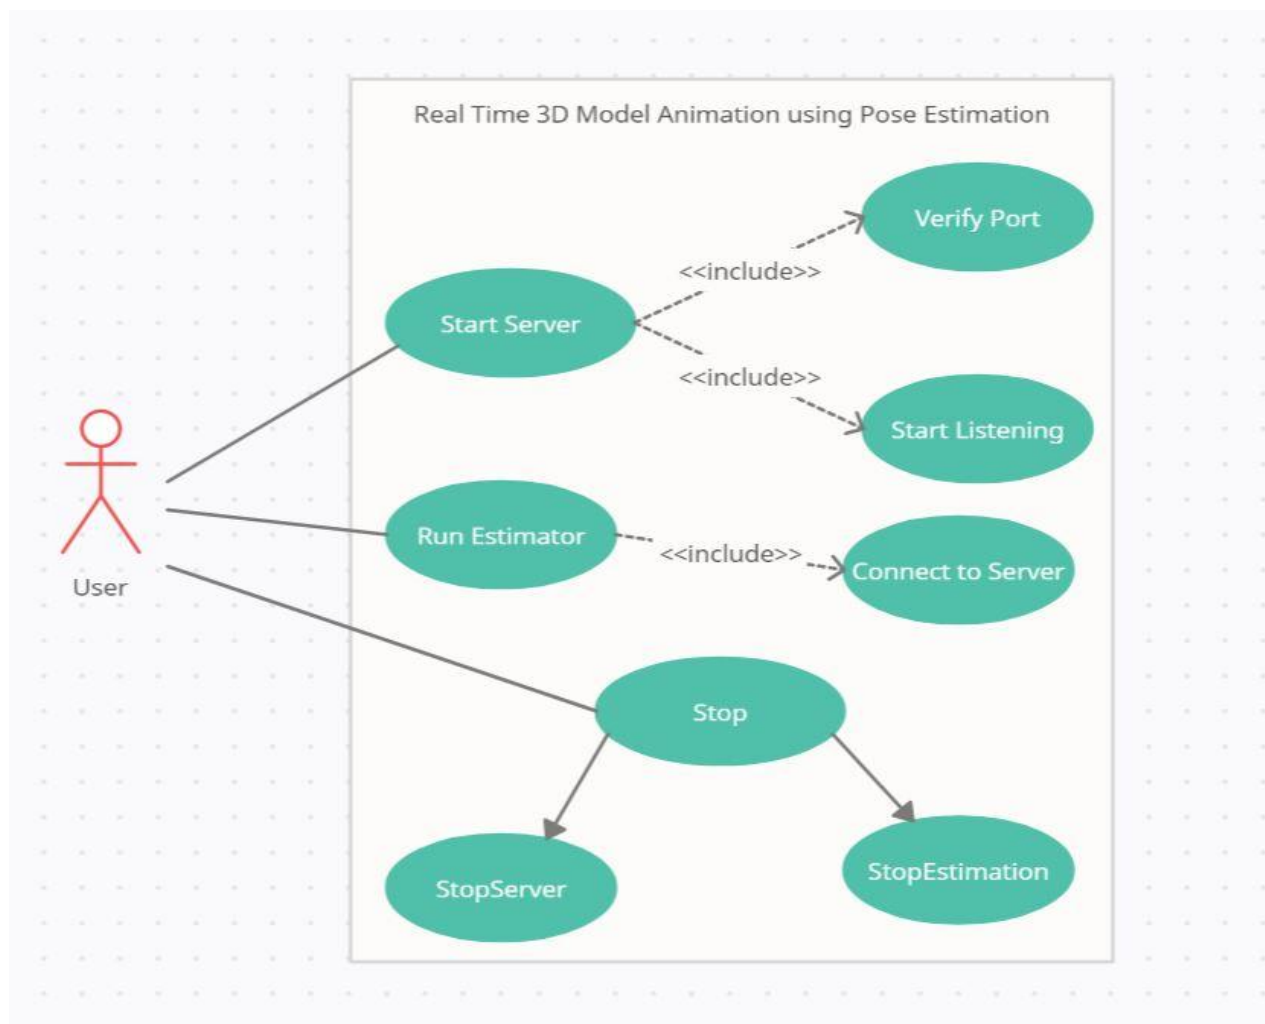 Real Time 3D Model Animation using Pose Estimation
Verify Port
<<include>>
Start Server
<<include>>
Start Listening
Run Estimator
<<include>>
Connect to Server
User
Stop
StopServer
StopEstimation